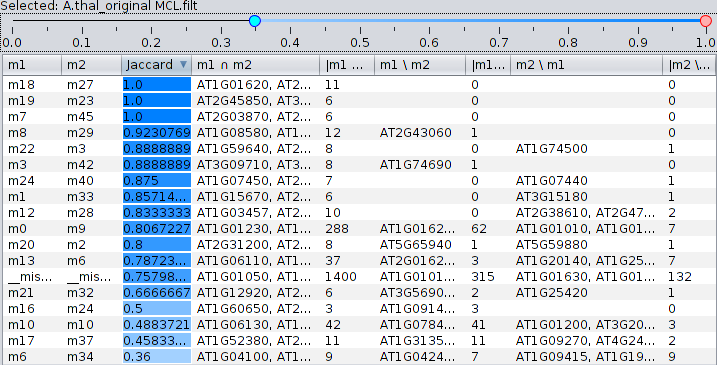 Selected: A.thal_original MCL.filt
0.0 0.1 0.2 0.3 0.4 0.5 0.6 0.7 0.8 0.9 1.0
m1 m2 Jaccard ▼ m1 ∩ m2 |m1 ... m1 \ m2 |m1... m2 \ m1 |m2 \...
m18 m27 1.0 AT1G01620, AT2... 11 0 0
m19 m23 1.0 AT2G45850, AT3... 6 0 0
m7 m45 1.0 AT2G03870, AT2... 6 0 0
m8 m29 0.9230769 AT1G08580, AT1... 12 AT2G43060 1 0
m22 m3 0.8888889 AT1G59640, AT2... 8 0 AT1G74500 1
m3 m42 0.8888889 AT3G09710, AT3... 8 AT1G74690 1 0
m24 m40 0.875 AT1G07450, AT2... 7 0 AT1G07440 1
m1 m33 0.85714... AT1G15670, AT2... 6 0 AT3G15180 1
m12 m28 0.8333333 AT1G03457, AT1... 10 0 AT2G38610, AT2G47... 2
m0 m9 0.8067227 AT1G01230, AT1... 288 AT1G0162... 62 AT1G01010, AT1G01... 7
m20 m2 0.8 AT2G31200, AT2... 8 AT5G65940 1 AT5G59880 1
m13 m6 0.78723... AT1G06110, AT1... 37 AT2G0162... 3 AT1G20140, AT1G25... 7
__mis... __mis... 0.75798... AT1G01050, AT1... 1400 AT1G0101... 315 AT1G01630, AT1G01... 132
m21 m32 0.6666667 AT1G12920, AT2... 6 AT3G5690... 2 AT1G25420 1
m16 m24 0.5 AT1G60650, AT2... 3 AT1G0914... 3 0
m10 m10 0.4883721 AT1G06130, AT1... 42 AT1G0784... 41 AT1G01200, AT3G20... 3
m17 m37 0.45833... AT1G52380, AT2... 11 AT1G3135... 11 AT1G09270, AT4G24... 2
m6 m34 0.36 AT1G04100, AT1... 9 AT1G0424... 7 AT1G09415, AT1G19... 9